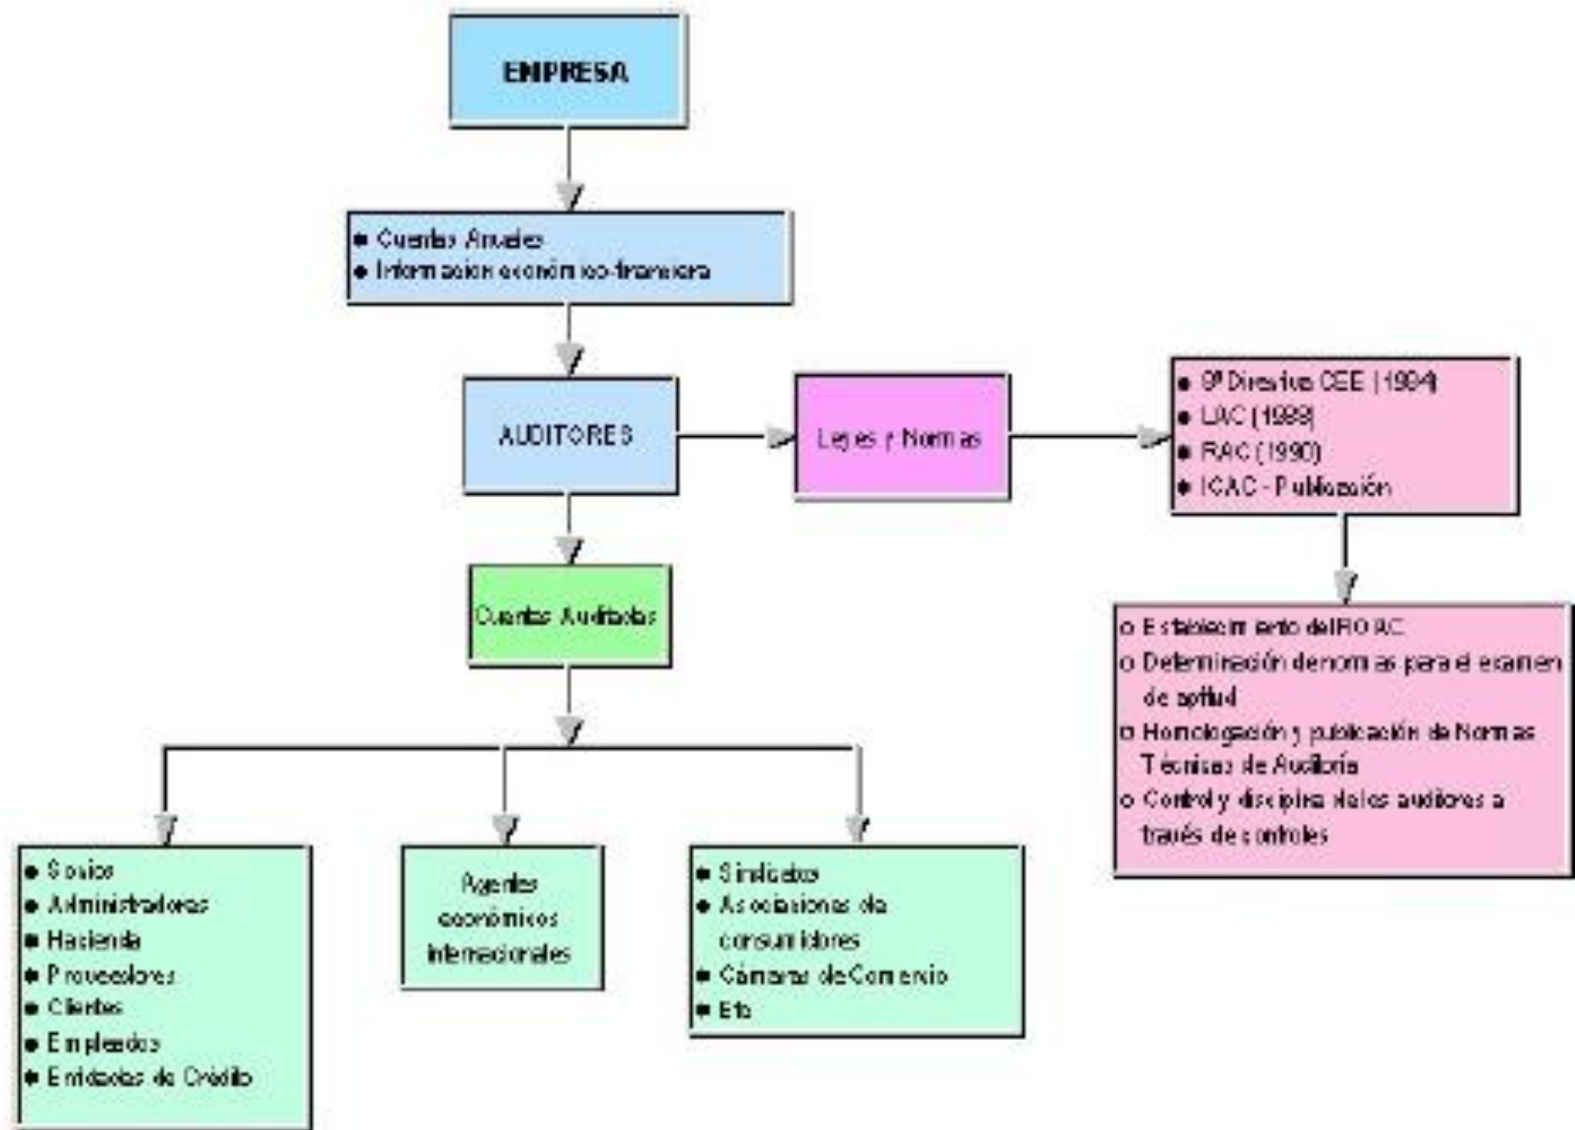 EMPRESA
• Cuentas Anuales
• Información económico-financiera
AUDITORES
Leyes y Normas
• Directiva CEE (1984)
• LAC (1988)
• RAC (1990)
• ICAC - Publicación
Cuentas Auditadas
o Establecimiento del ROAC
o Determinación de normas para el examen
de aptitud
o Homologación y publicación de Normas
Técnicas de Auditoría
o Control y disciplina de los auditores a
través de controles
• Socios
• Administradores
• Hacienda
• Proveedores
• Clientes
• Empleados
• Entidades de Crédito
Agentes
económicos
internacionales
• Sindicatos
• Asociaciones de
consumidores
• Cámaras de Comercio
• Etc